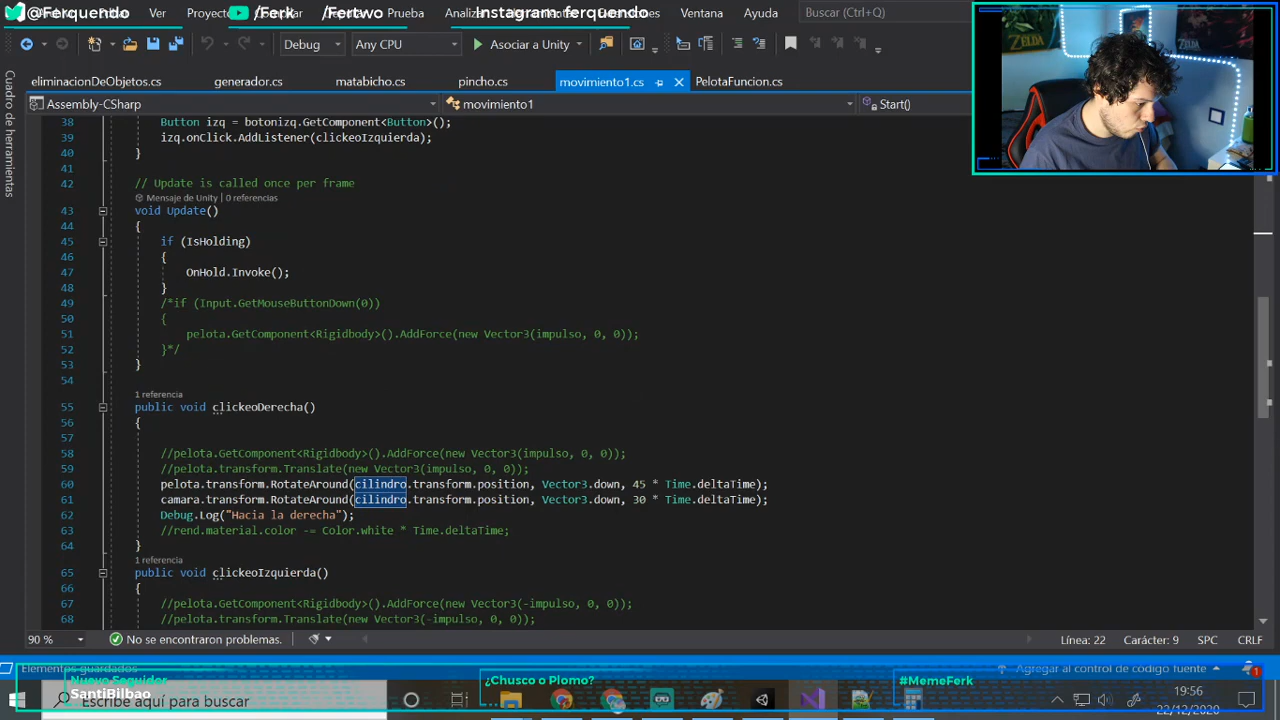 @Ferquendo
/Ferk
/Fertwo
Instagram-ferquendo
Ver
Proyecto
Prueba
Analizar
Ventana
Ayuda
Buscar (Ctrl+Q)
Debug
Any CPU
Asociar a Unity
eliminacionDeObjetos.cs
generador.cs
matabicho.cs
pincho.cs
movimiento1.cs
PelotaFuncion.cs
Cuadro de herramientas
Assembly-CSharp
movimiento1
Start()
38 Button izq = botonizq.GetComponent<Button>();
39 izq.onClick.AddListener(clickeoIzquierda);
40 }
41
42 // Update is called once per frame
Mensaje de Unity | 0 referencias
43 void Update()
44 {
45 if (IsHolding)
46 {
47 OnHold.Invoke();
48 }
49 /*if (Input.GetMouseButtonDown(0))
50 {
51 pelota.GetComponent<Rigidbody>().AddForce(new Vector3(impulso, 0, 0));
52 }*/
53 }
54
1 referencia
55 public void clickeoDerecha()
56 {
57
58 //pelota.GetComponent<Rigidbody>().AddForce(new Vector3(impulso, 0, 0));
59 //pelota.transform.Translate(new Vector3(impulso, 0, 0));
60 pelota.transform.RotateAround(cilindro.transform.position, Vector3.down, 45 * Time.deltaTime);
61 camara.transform.RotateAround(cilindro.transform.position, Vector3.down, 30 * Time.deltaTime);
62 Debug.Log("Hacia la derecha");
63 //rend.material.color -= Color.white * Time.deltaTime;
64 }
1 referencia
65 public void clickeoIzquierda()
66 {
67 //pelota.GetComponent<Rigidbody>().AddForce(new Vector3(-impulso, 0, 0));
68 //pelota.transform.Translate(new Vector3(-impulso, 0, 0));
90 %
No se encontraron problemas.
Línea: 22
Carácter: 9
SPC
CRLF
Elementos guardados
Agregar al control de código fuente
1
Nuevo Seguidor
SantiBilbao
¿Chusco o Plomo?
#MemeFerk
Escribe aquí para buscar
19:56
22/12/2020